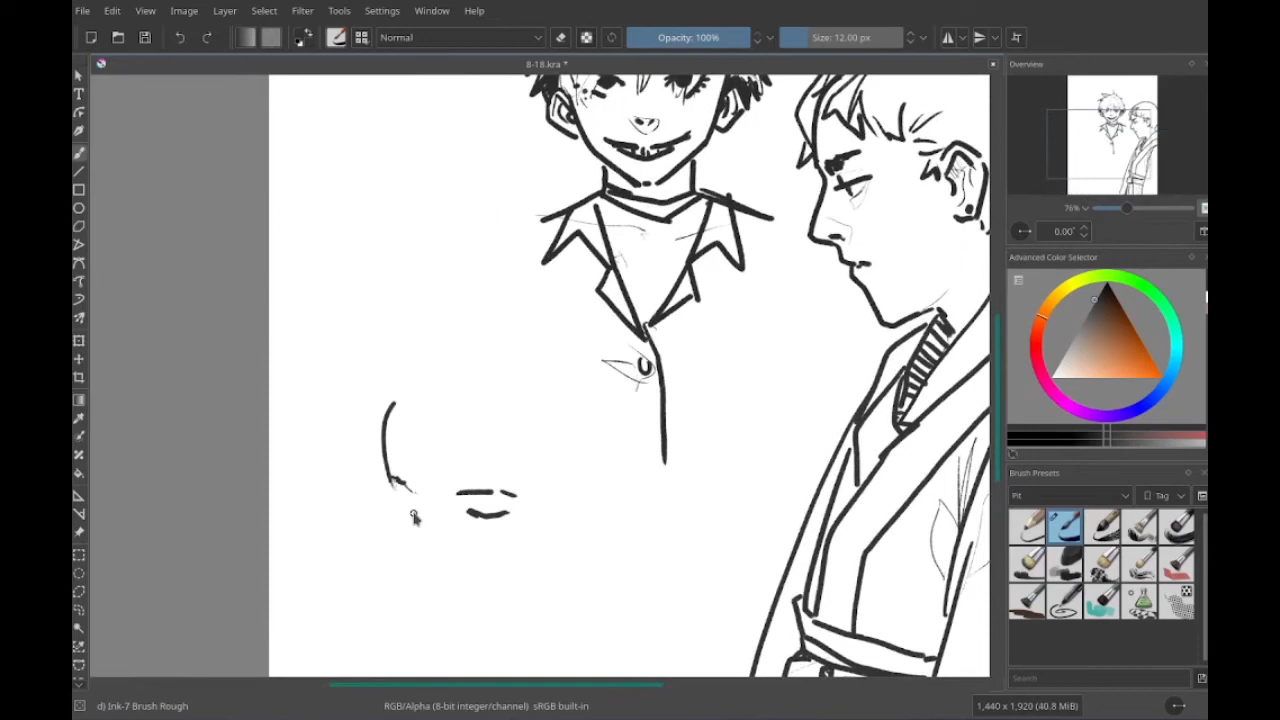 File Edit View Image Layer Select Filter Tools Settings Window Help
Normal
Opacity: 100%
Size: 12.00 px
8-18.kra *
Overview
76%
0.00°
Advanced Color Selector
Brush Presets
Pit
Tag
Search
d) Ink-7 Brush Rough
RGB/Alpha (8-bit integer/channel) sRGB built-in
1,440 x 1,920 (40.8 MiB)